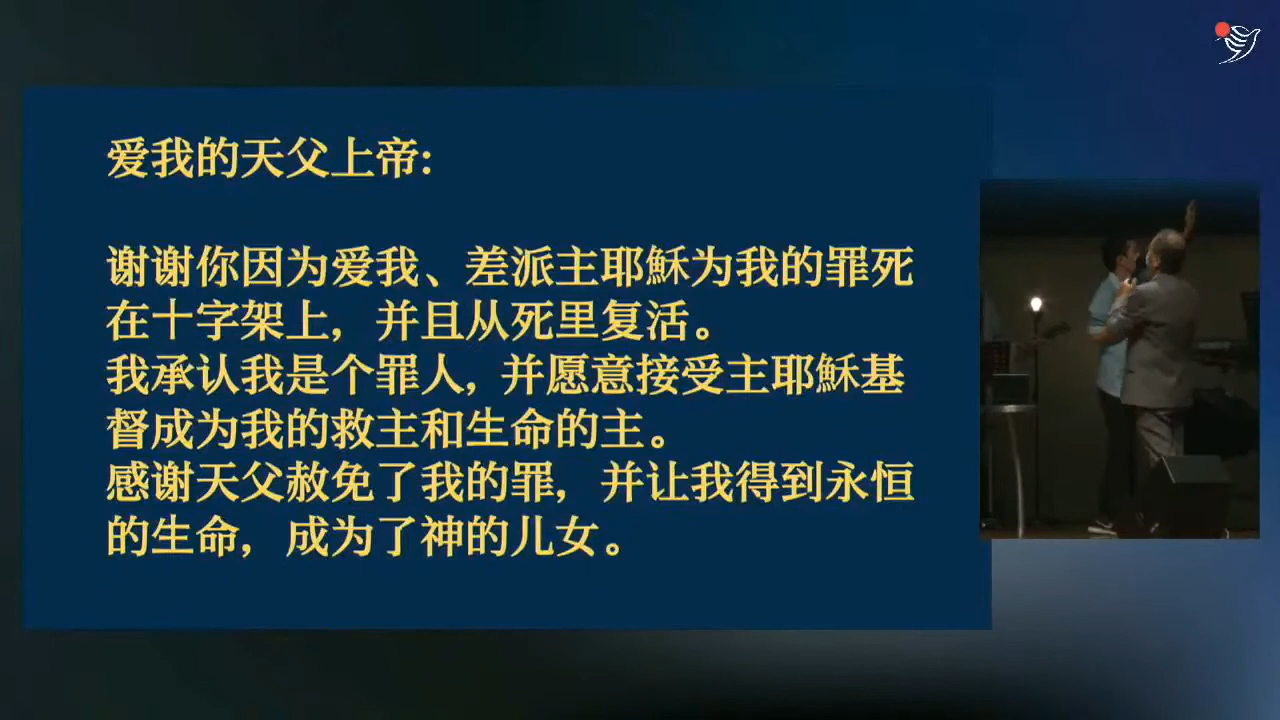 爱我的天父上帝:
谢谢你因为爱我、差派主耶穌为我的罪死
在十字架上，并且从死里复活。
我承认我是个罪人，并愿意接受主耶穌基
督成为我的救主和生命的主。
感谢天父赦免了我的罪，并让我得到永恒
的生命，成为了神的儿女。